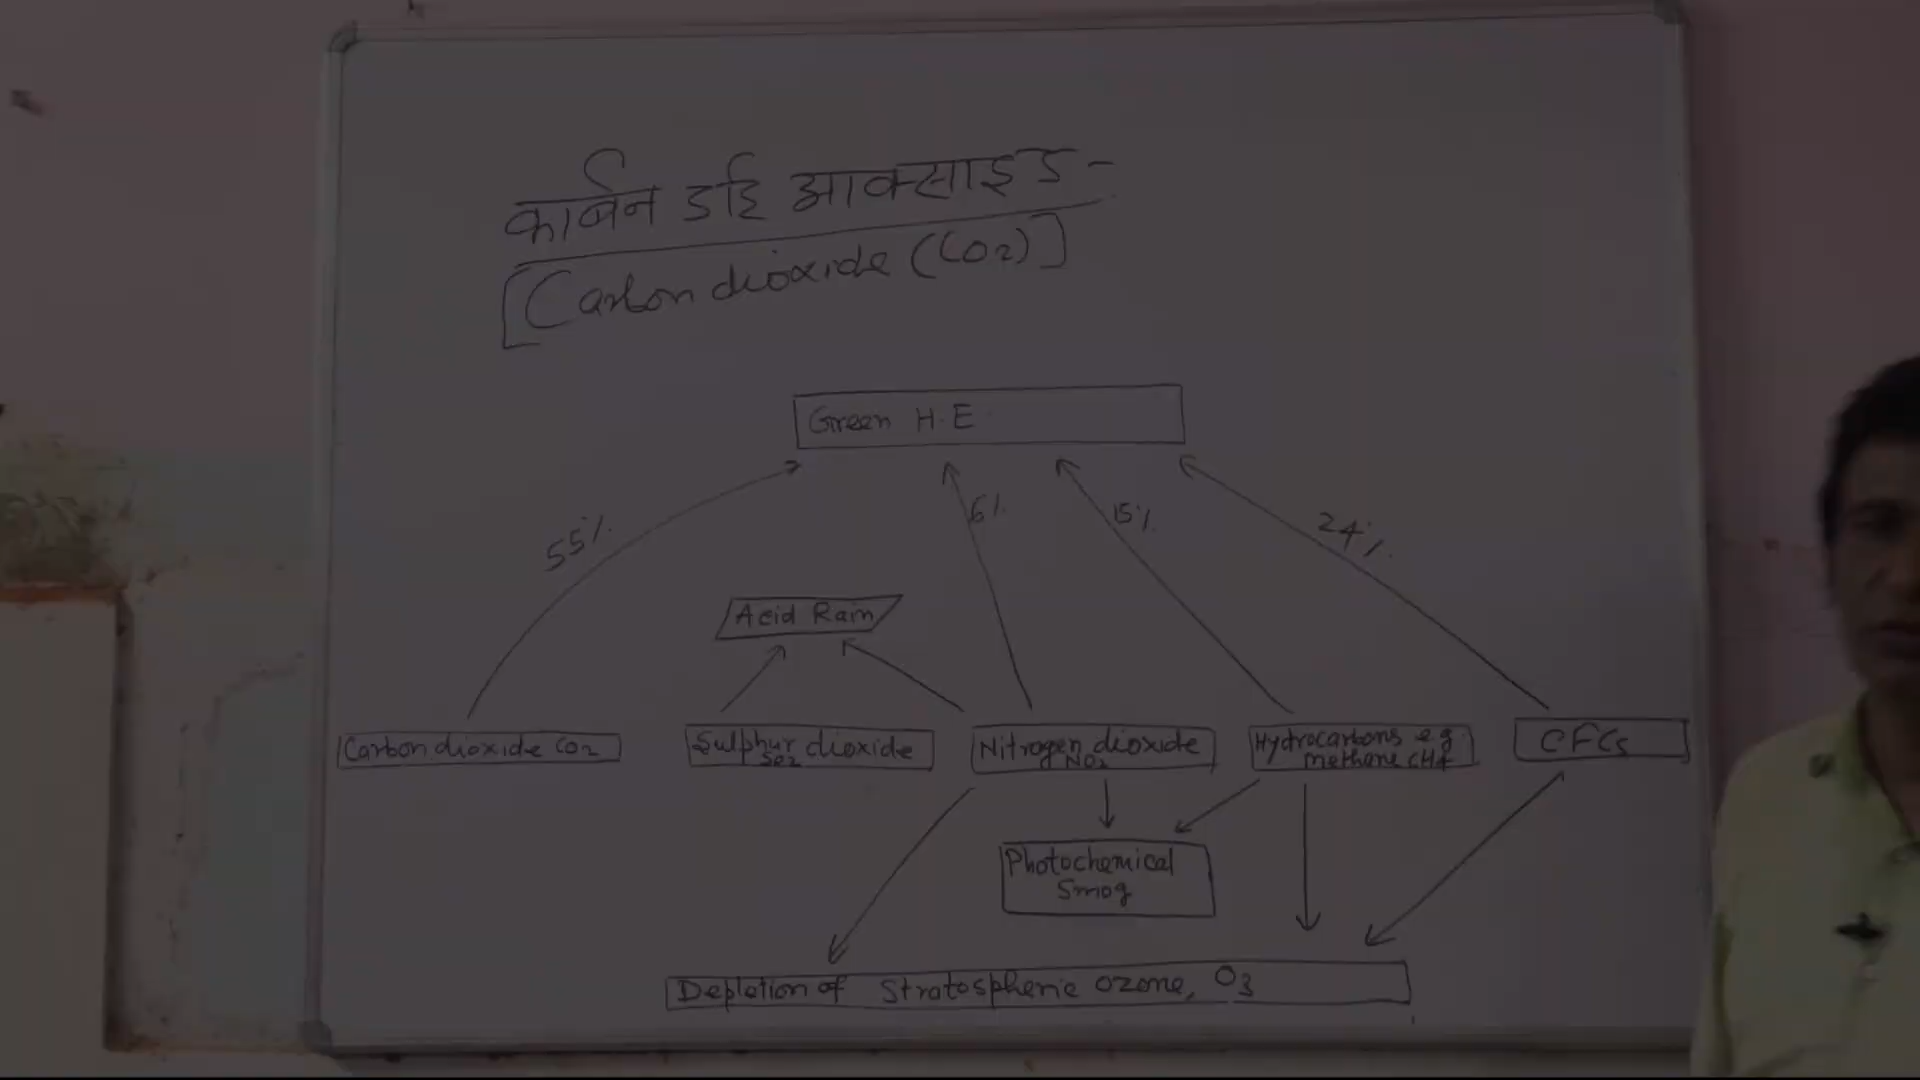 कार्बन डाई आक्साइड -
[Carbon dioxide (CO2)]
Green H.E.
55%
6%
15%
24%
Acid Rain
Carbon dioxide CO2
Sulphur dioxide
SO2
Nitrogen dioxide
NO2
Hydrocarbons e.g.
methane CH4
CFCs
Photochemical
Smog
Depletion of Stratospheric ozone, O3